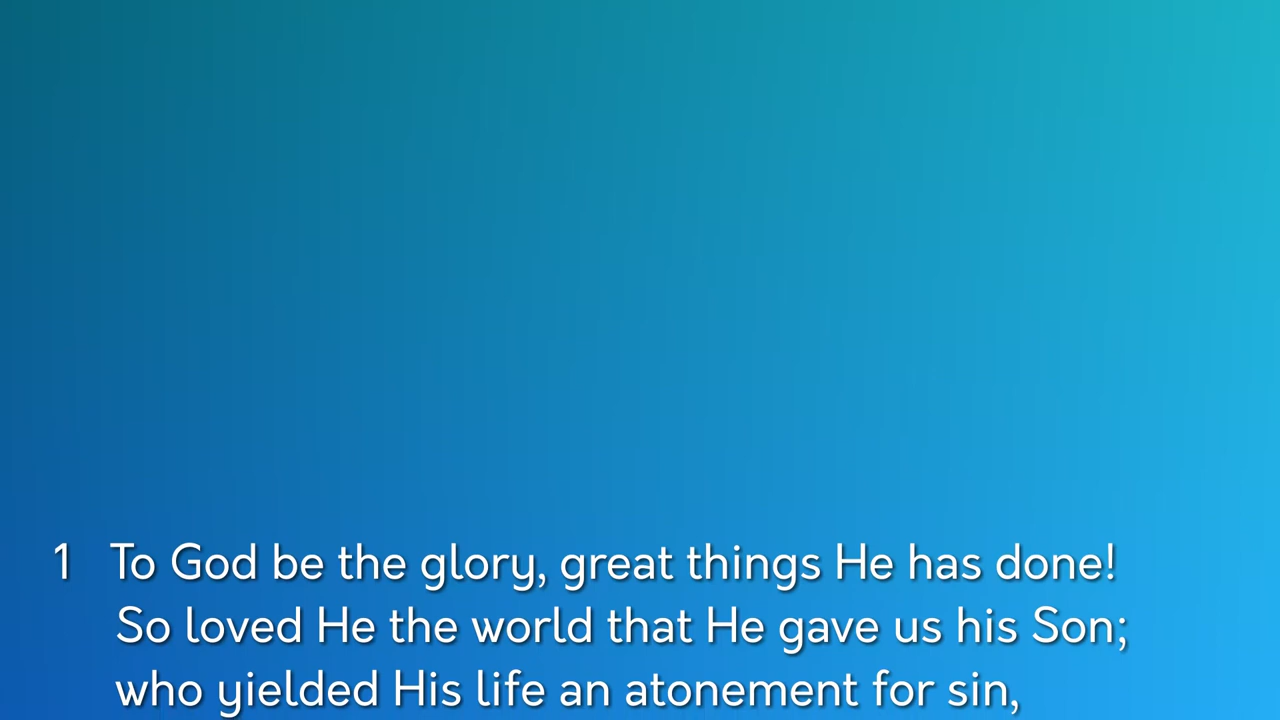 1 To God be the glory, great things He has done!
So loved He the world that He gave us his Son;
who yielded His life an atonement for sin,